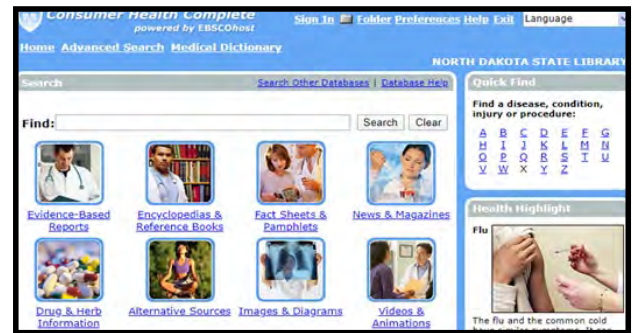 Consumer Health Complete
powered by EBSCOhost
Sign In Folder Preferences Help Exit Language
Home Advanced Search Medical Dictionary
NORTH DAKOTA STATE LIBRARY
Search
Search Other Databases | Database Help
Find:
Search Clear
Evidence-Based Reports
Encyclopedias & Reference Books
Fact Sheets & Pamphlets
News & Magazines
Drug & Herb Information
Alternative Sources
Images & Diagrams
Videos & Animations
Quick Find
Find a disease, condition,
injury or procedure:
A B C D E F G
H I J K L M N
O P Q R S T U
V W X Y Z
Health Highlight
Flu
The flu and the common cold